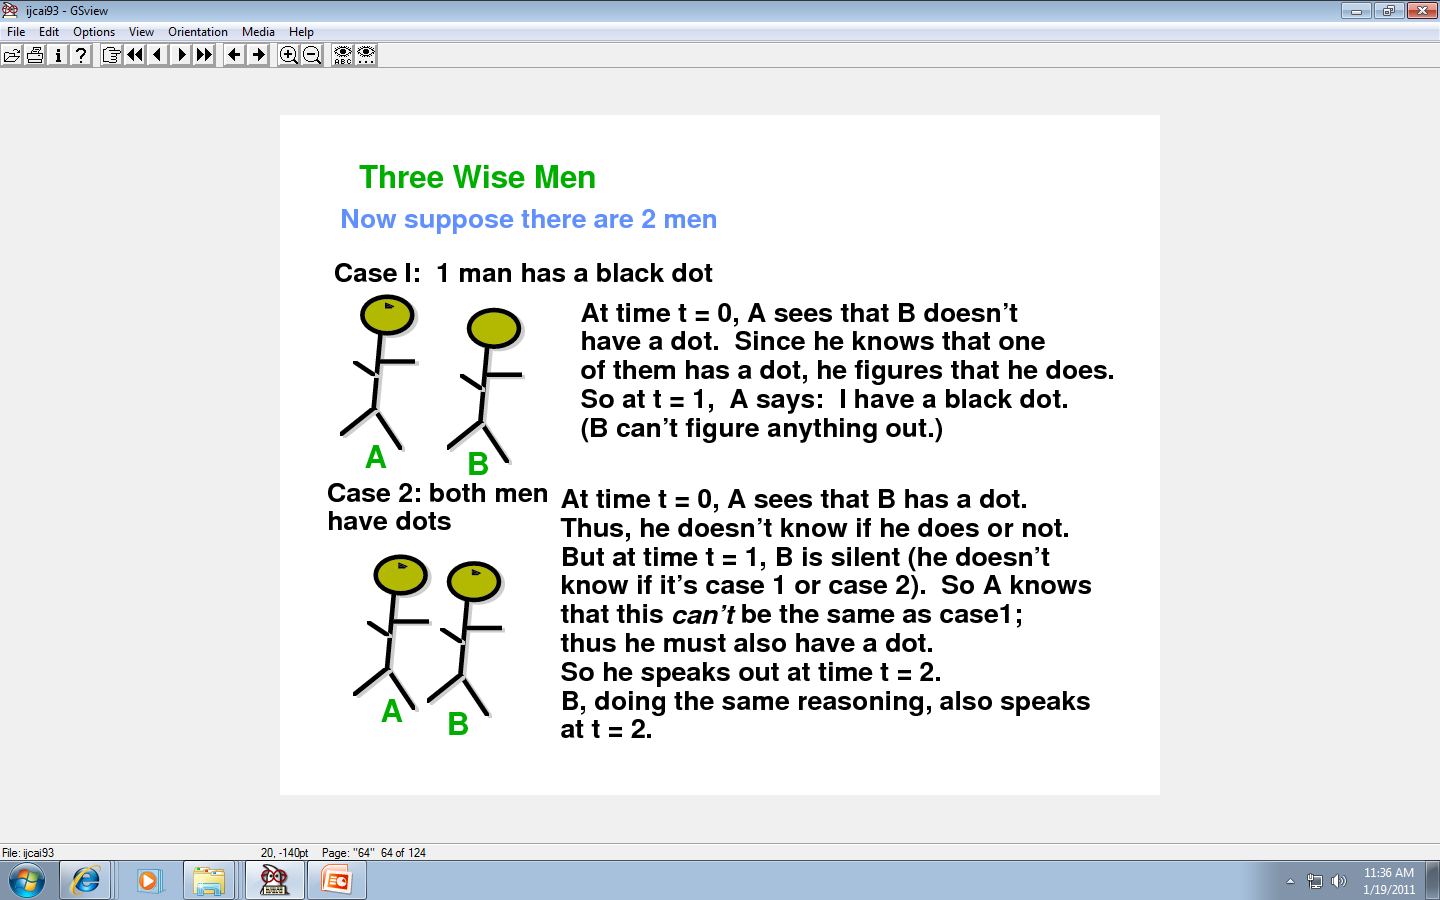 ijcai93 - GSview
File Edit Options View Orientation Media Help
i ? ABC
Three Wise Men
Now suppose there are 2 men
Case I: 1 man has a black dot
At time t = 0, A sees that B doesn’t
have a dot. Since he knows that one
of them has a dot, he figures that he does.
So at t = 1, A says: I have a black dot.
(B can’t figure anything out.)
A
B
Case 2: both men
have dots
At time t = 0, A sees that B has a dot.
Thus, he doesn’t know if he does or not.
But at time t = 1, B is silent (he doesn’t
know if it’s case 1 or case 2). So A knows
that this can’t be the same as case1;
thus he must also have a dot.
So he speaks out at time t = 2.
B, doing the same reasoning, also speaks
at t = 2.
A
B
File: ijcai93 20, -140pt Page: "64" 64 of 124
11:36 AM
1/19/2011